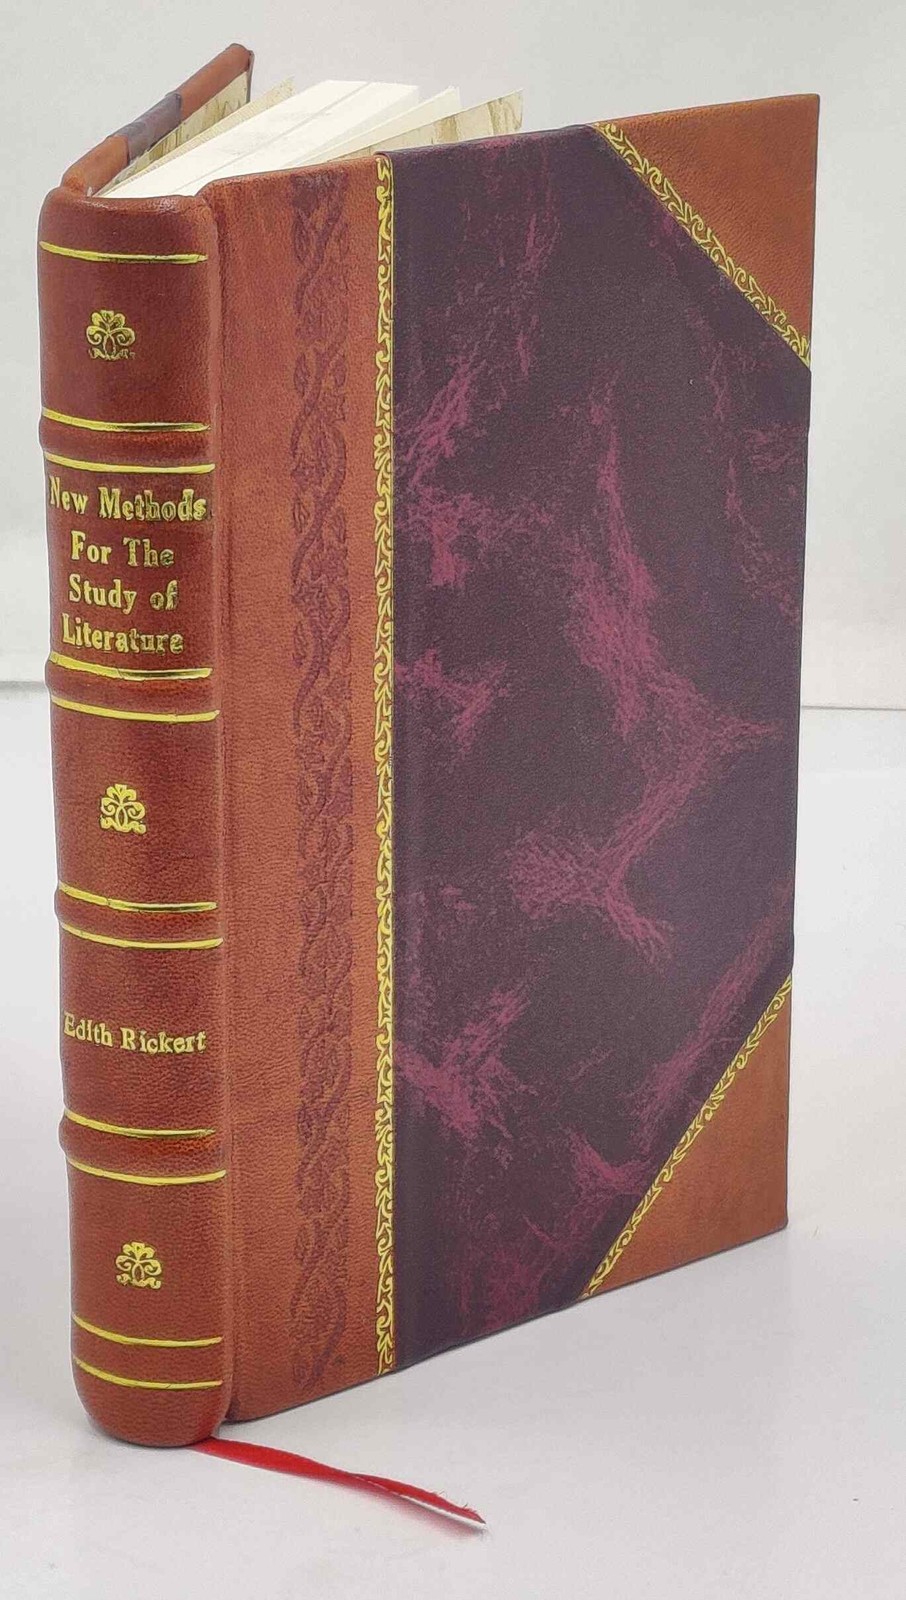 New Methods
For The
Study of
Literature
Edith Rickert